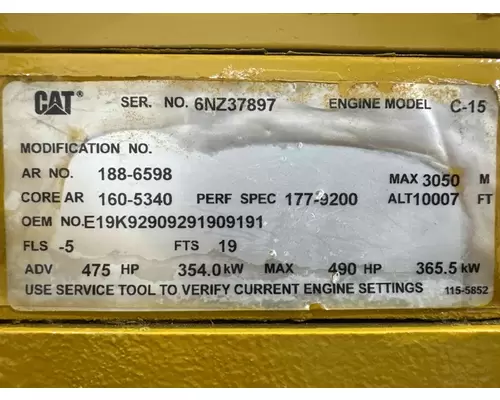 CAT® SER. NO. 6NZ37897 ENGINE MODEL C-15
MODIFICATION NO.
AR NO. 188-6598 MAX 3050 M
CORE AR 160-5340 PERF SPEC 177-9200 ALT 10007 FT
OEM NO. E19K92909291909191
FLS -5 FTS 19
ADV 475 HP 354.0 kW MAX 490 HP 365.5 kW
USE SERVICE TOOL TO VERIFY CURRENT ENGINE SETTINGS 115-5852